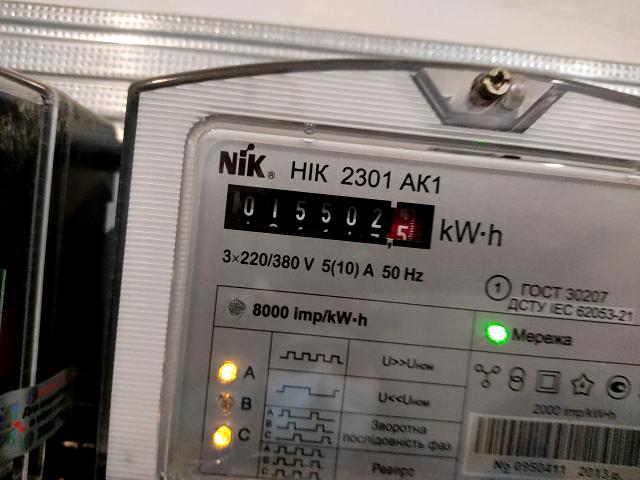 NiK® НІК 2301 АК1
015502 5 kW·h
3×220/380 V 5(10) A 50 Hz
1 ГОСТ 30207
ДСТУ IEC 62053-21
8000 imp/kW·h
Мережа
A
U>>Uном
B
U<<Uном
C
A
B
C
Зворотна
послідовність фаз
A
B
C
Реверс
2000 imp/kW·h
No 0950411 2013 р.